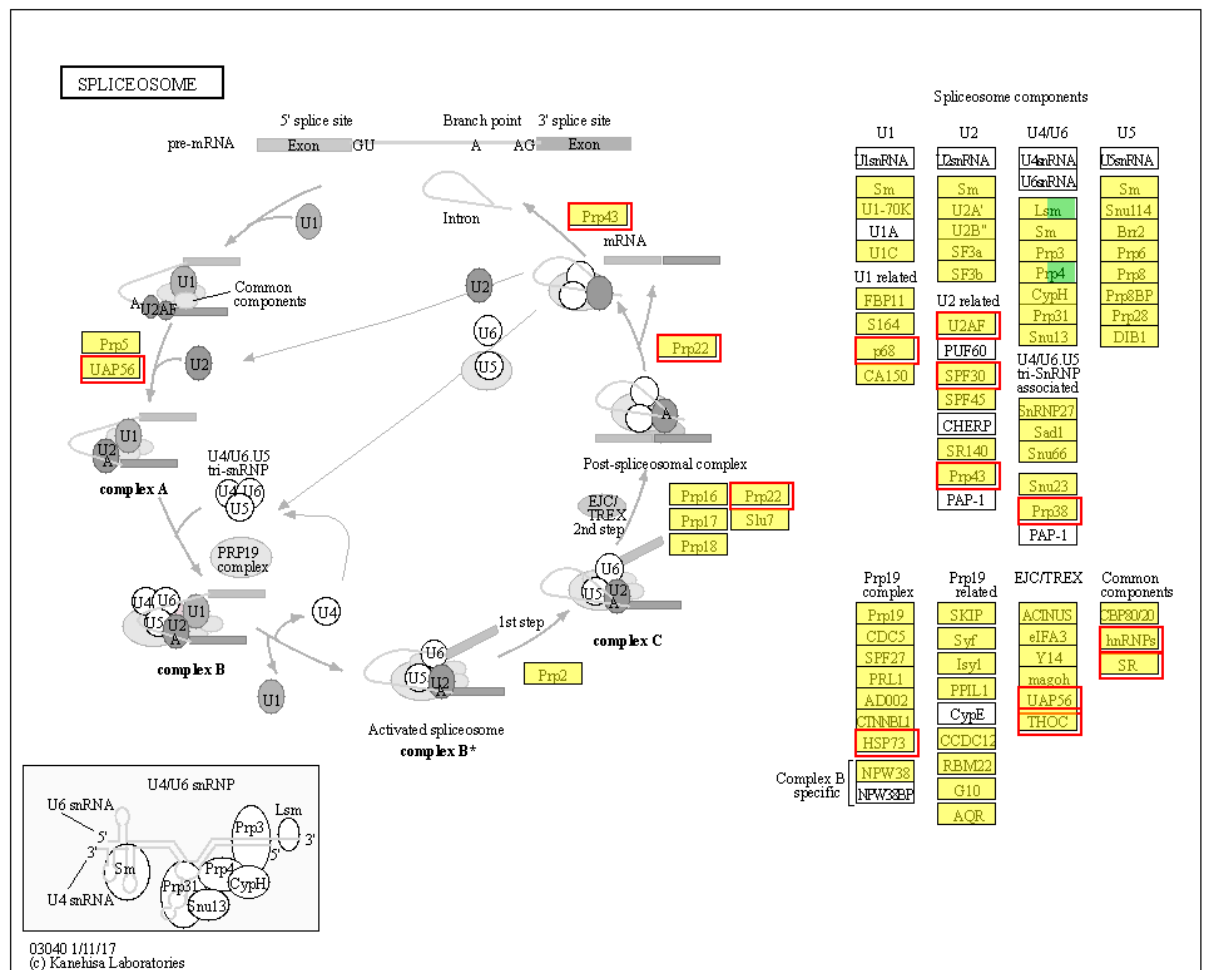 SPLICEOSOME
5' splice site
Branch point
3' splice site
pre-mRNA
Exon
GU
A
AG
Exon
U1
Intron
Prp43
mRNA
U1
A
U2AF
Common
components
U2
U6
U5
Prp5
UAP56
U2
Prp22
U1
U2
A
complex A
U4/U6.U5
tri-snRNP
U4
U6
U5
PRP19
complex
A
Post-spliceosomal complex
EJC/
TREX
2nd step
Prp16
Prp22
Prp17
Slu7
Prp18
U4
U6
U5
U1
U2
A
complex B
U4
U1
U6
U5
U2
A
complex C
1st step
U6
U5
U2
A
Prp2
Activated spliceosome
complex B*
Spliceosome components
U1
U1snRNA
Sm
U1-70K
U1A
U1C
U1 related
FBP11
S164
p68
CA150
U2
U2snRNA
Sm
U2A'
U2B"
SF3a
SF3b
U2 related
U2AF
PUF60
SPF30
SPF45
CHERP
SR140
Prp43
PAP-1
U4/U6
U4snRNA
U6snRNA
Lsm
Sm
Prp3
Prp4
CypH
Prp31
Snu13
U4/U6.U5
tri-SnRNP
associated
SnRNP27
Sad1
Snu66
Snu23
Prp38
PAP-1
U5
U5snRNA
Sm
Snu114
Brr2
Prp6
Prp8
Prp8BP
Prp28
DIB1
Prp19
complex
Prp19
CDC5
SPF27
PRL1
AD002
CTNNBL1
HSP73
Complex B
specific
NPW38
NPW38BP
Prp19
related
SKIP
Syf
Isy1
PPIL1
CypE
CCDC12
RBM22
G10
AQR
EJC/TREX
ACINUS
eIFA3
Y14
magoh
UAP56
THOC
Common
components
CBP80/20
hnRNPs
SR
U4/U6 snRNP
U6 snRNA
5'
3'
Sm
U4 snRNA
Prp31
Prp4
Snu13
CypH
Prp3
5'
Lsm
3'
03040 1/11/17
(c) Kanehisa Laboratories